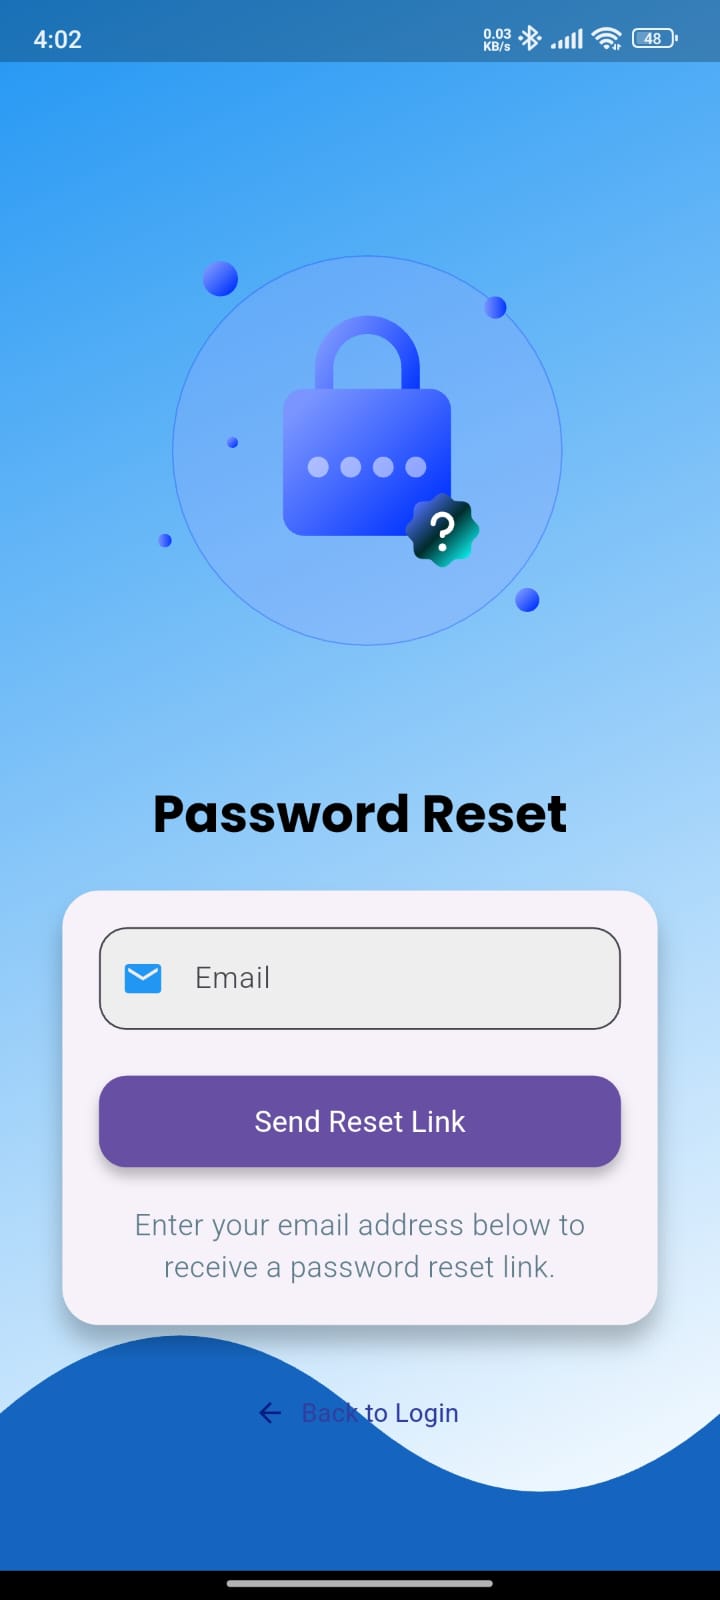 4:02
0.03
KB/s
48
?
Password Reset
Email
Send Reset Link
Enter your email address below to
receive a password reset link.
Back to Login